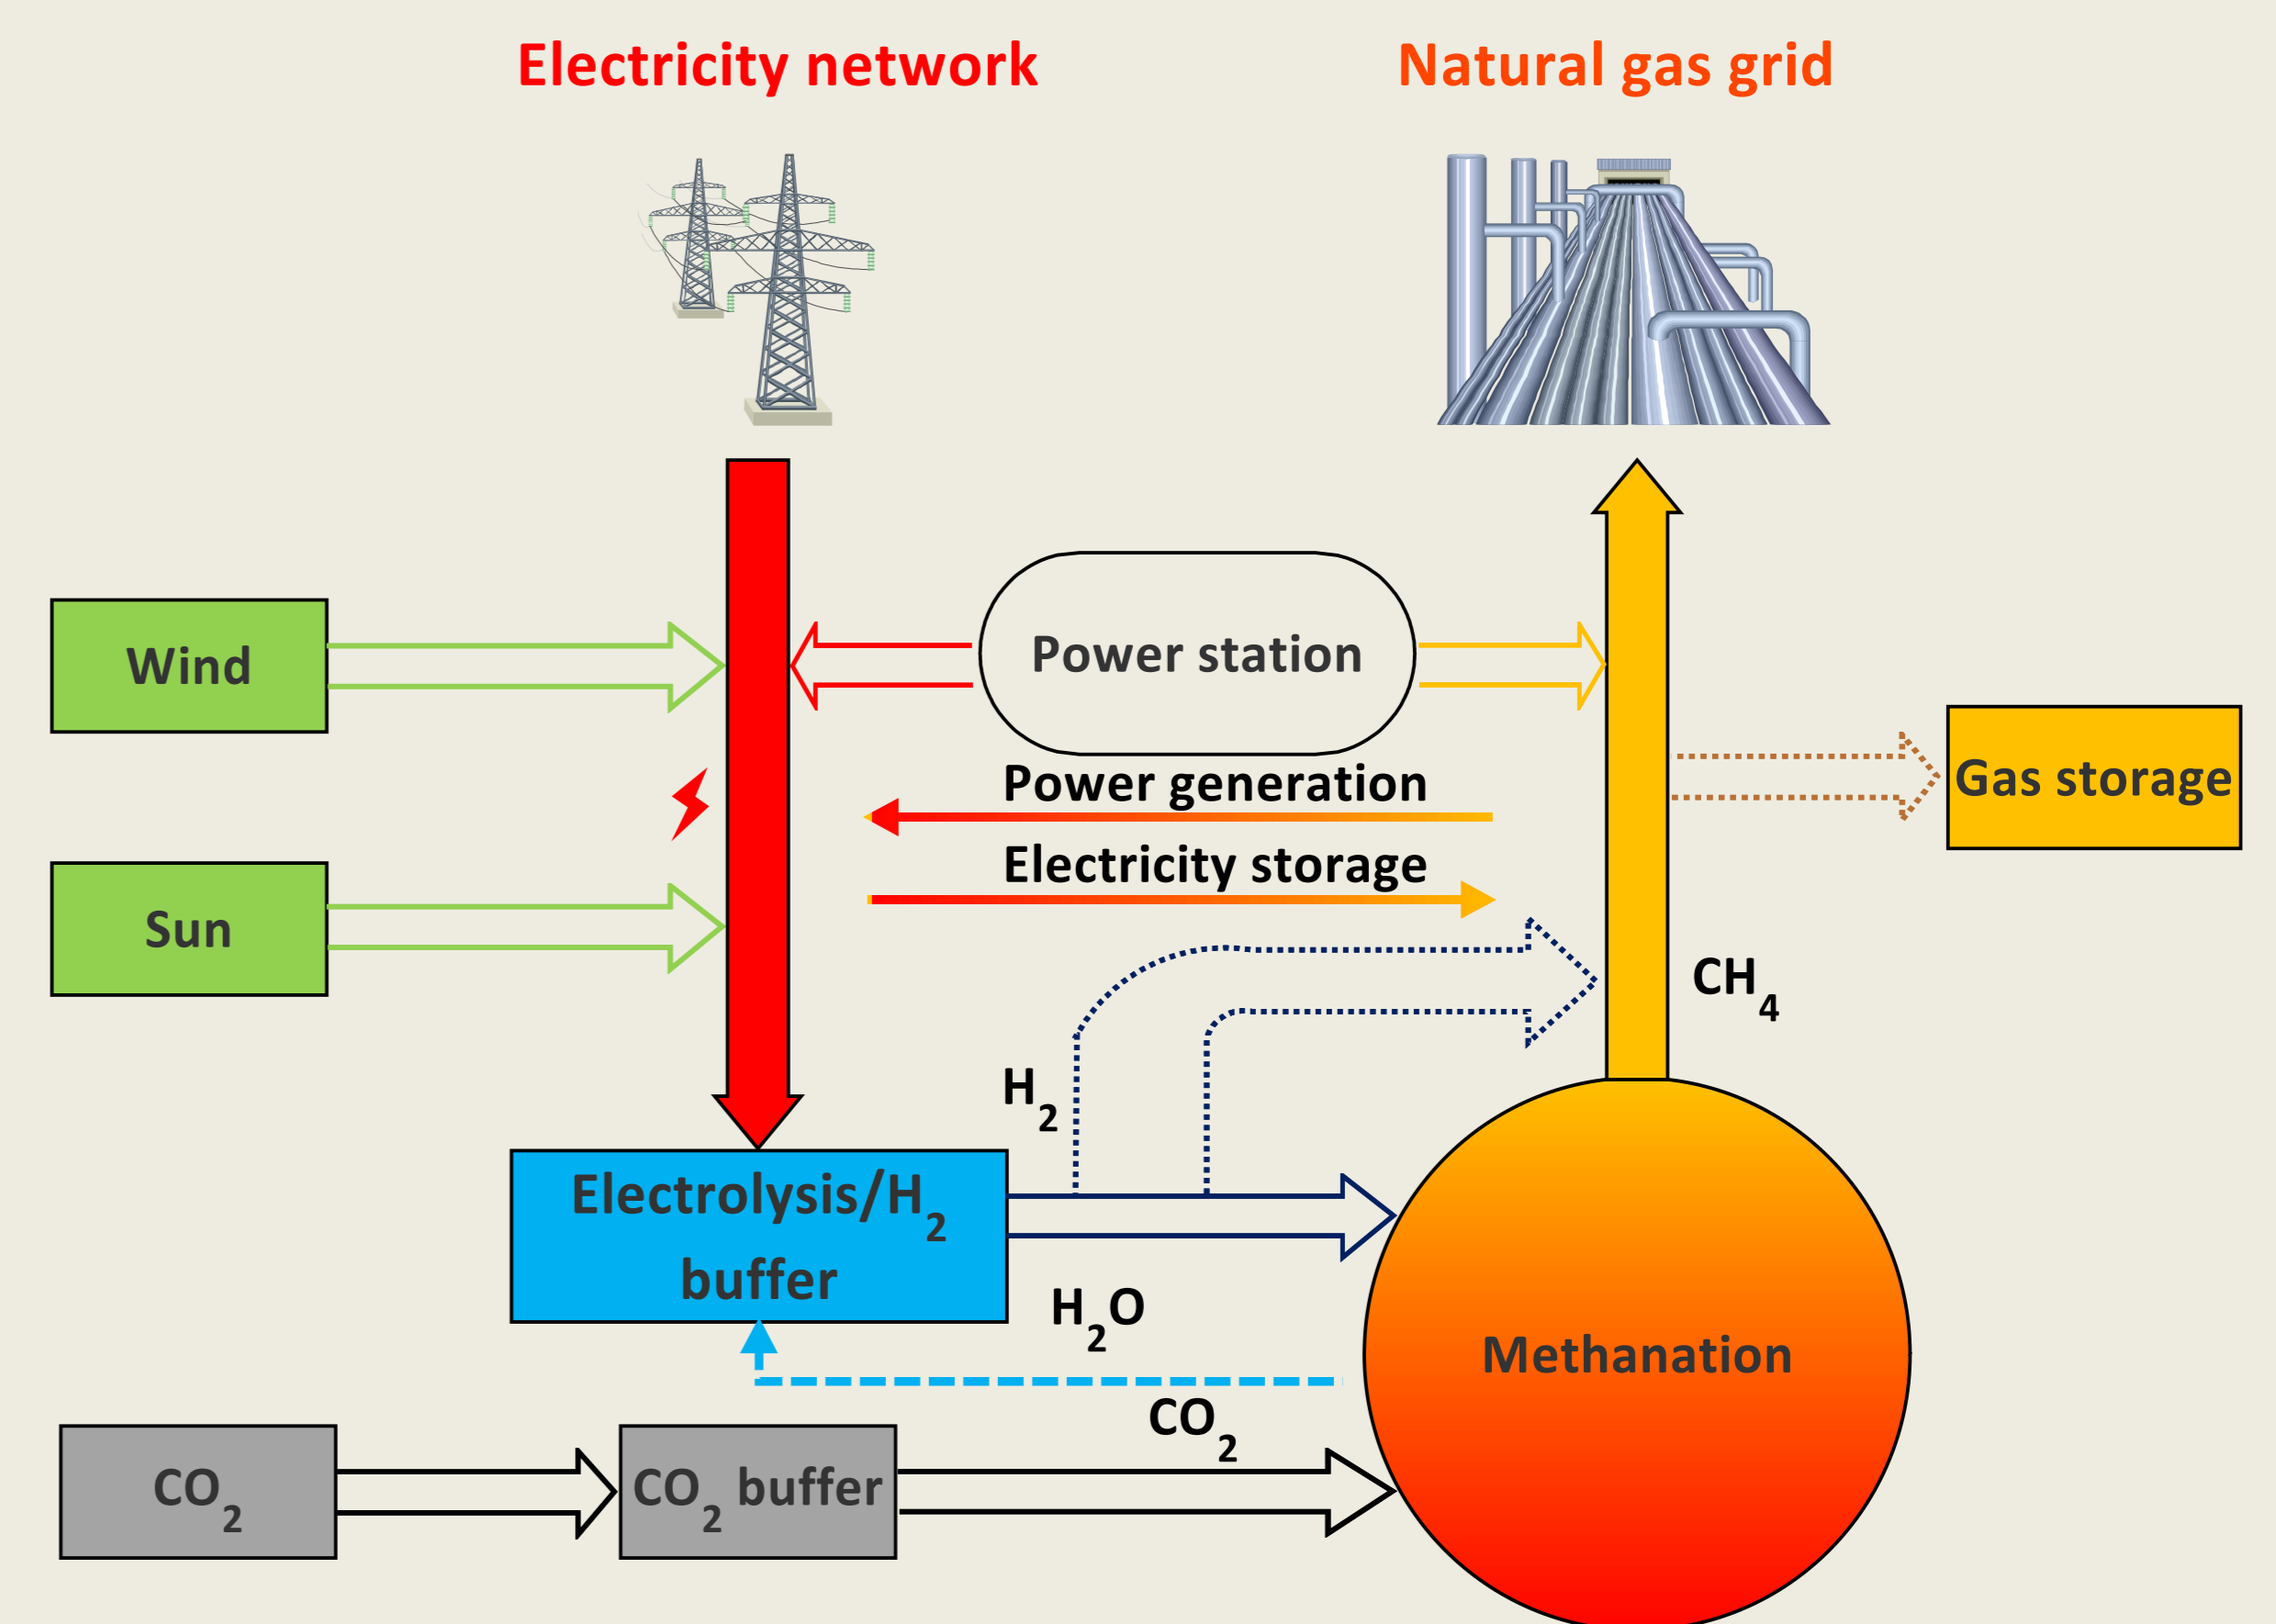 Electricity network
Natural gas grid
Wind
Power station
Power generation
Gas storage
Electricity storage
Sun
CH₄
H₂
Electrolysis/H₂
buffer
H₂O
Methanation
CO₂
CO₂
CO₂ buffer